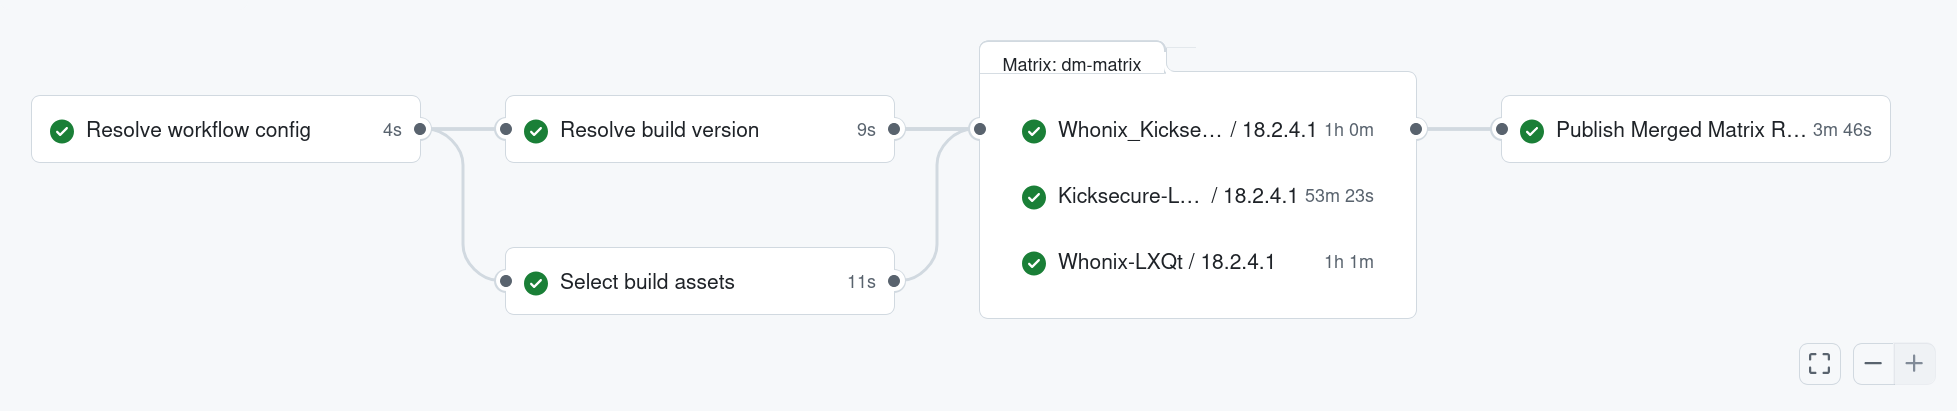 Matrix: dm-matrix
Resolve workflow config 4s
Resolve build version 9s
Whonix_Kickse... / 18.2.4.1 1h 0m
Publish Merged Matrix R... 3m 46s
Kicksecure-L... / 18.2.4.1 53m 23s
Select build assets 11s
Whonix-LXQt / 18.2.4.1 1h 1m